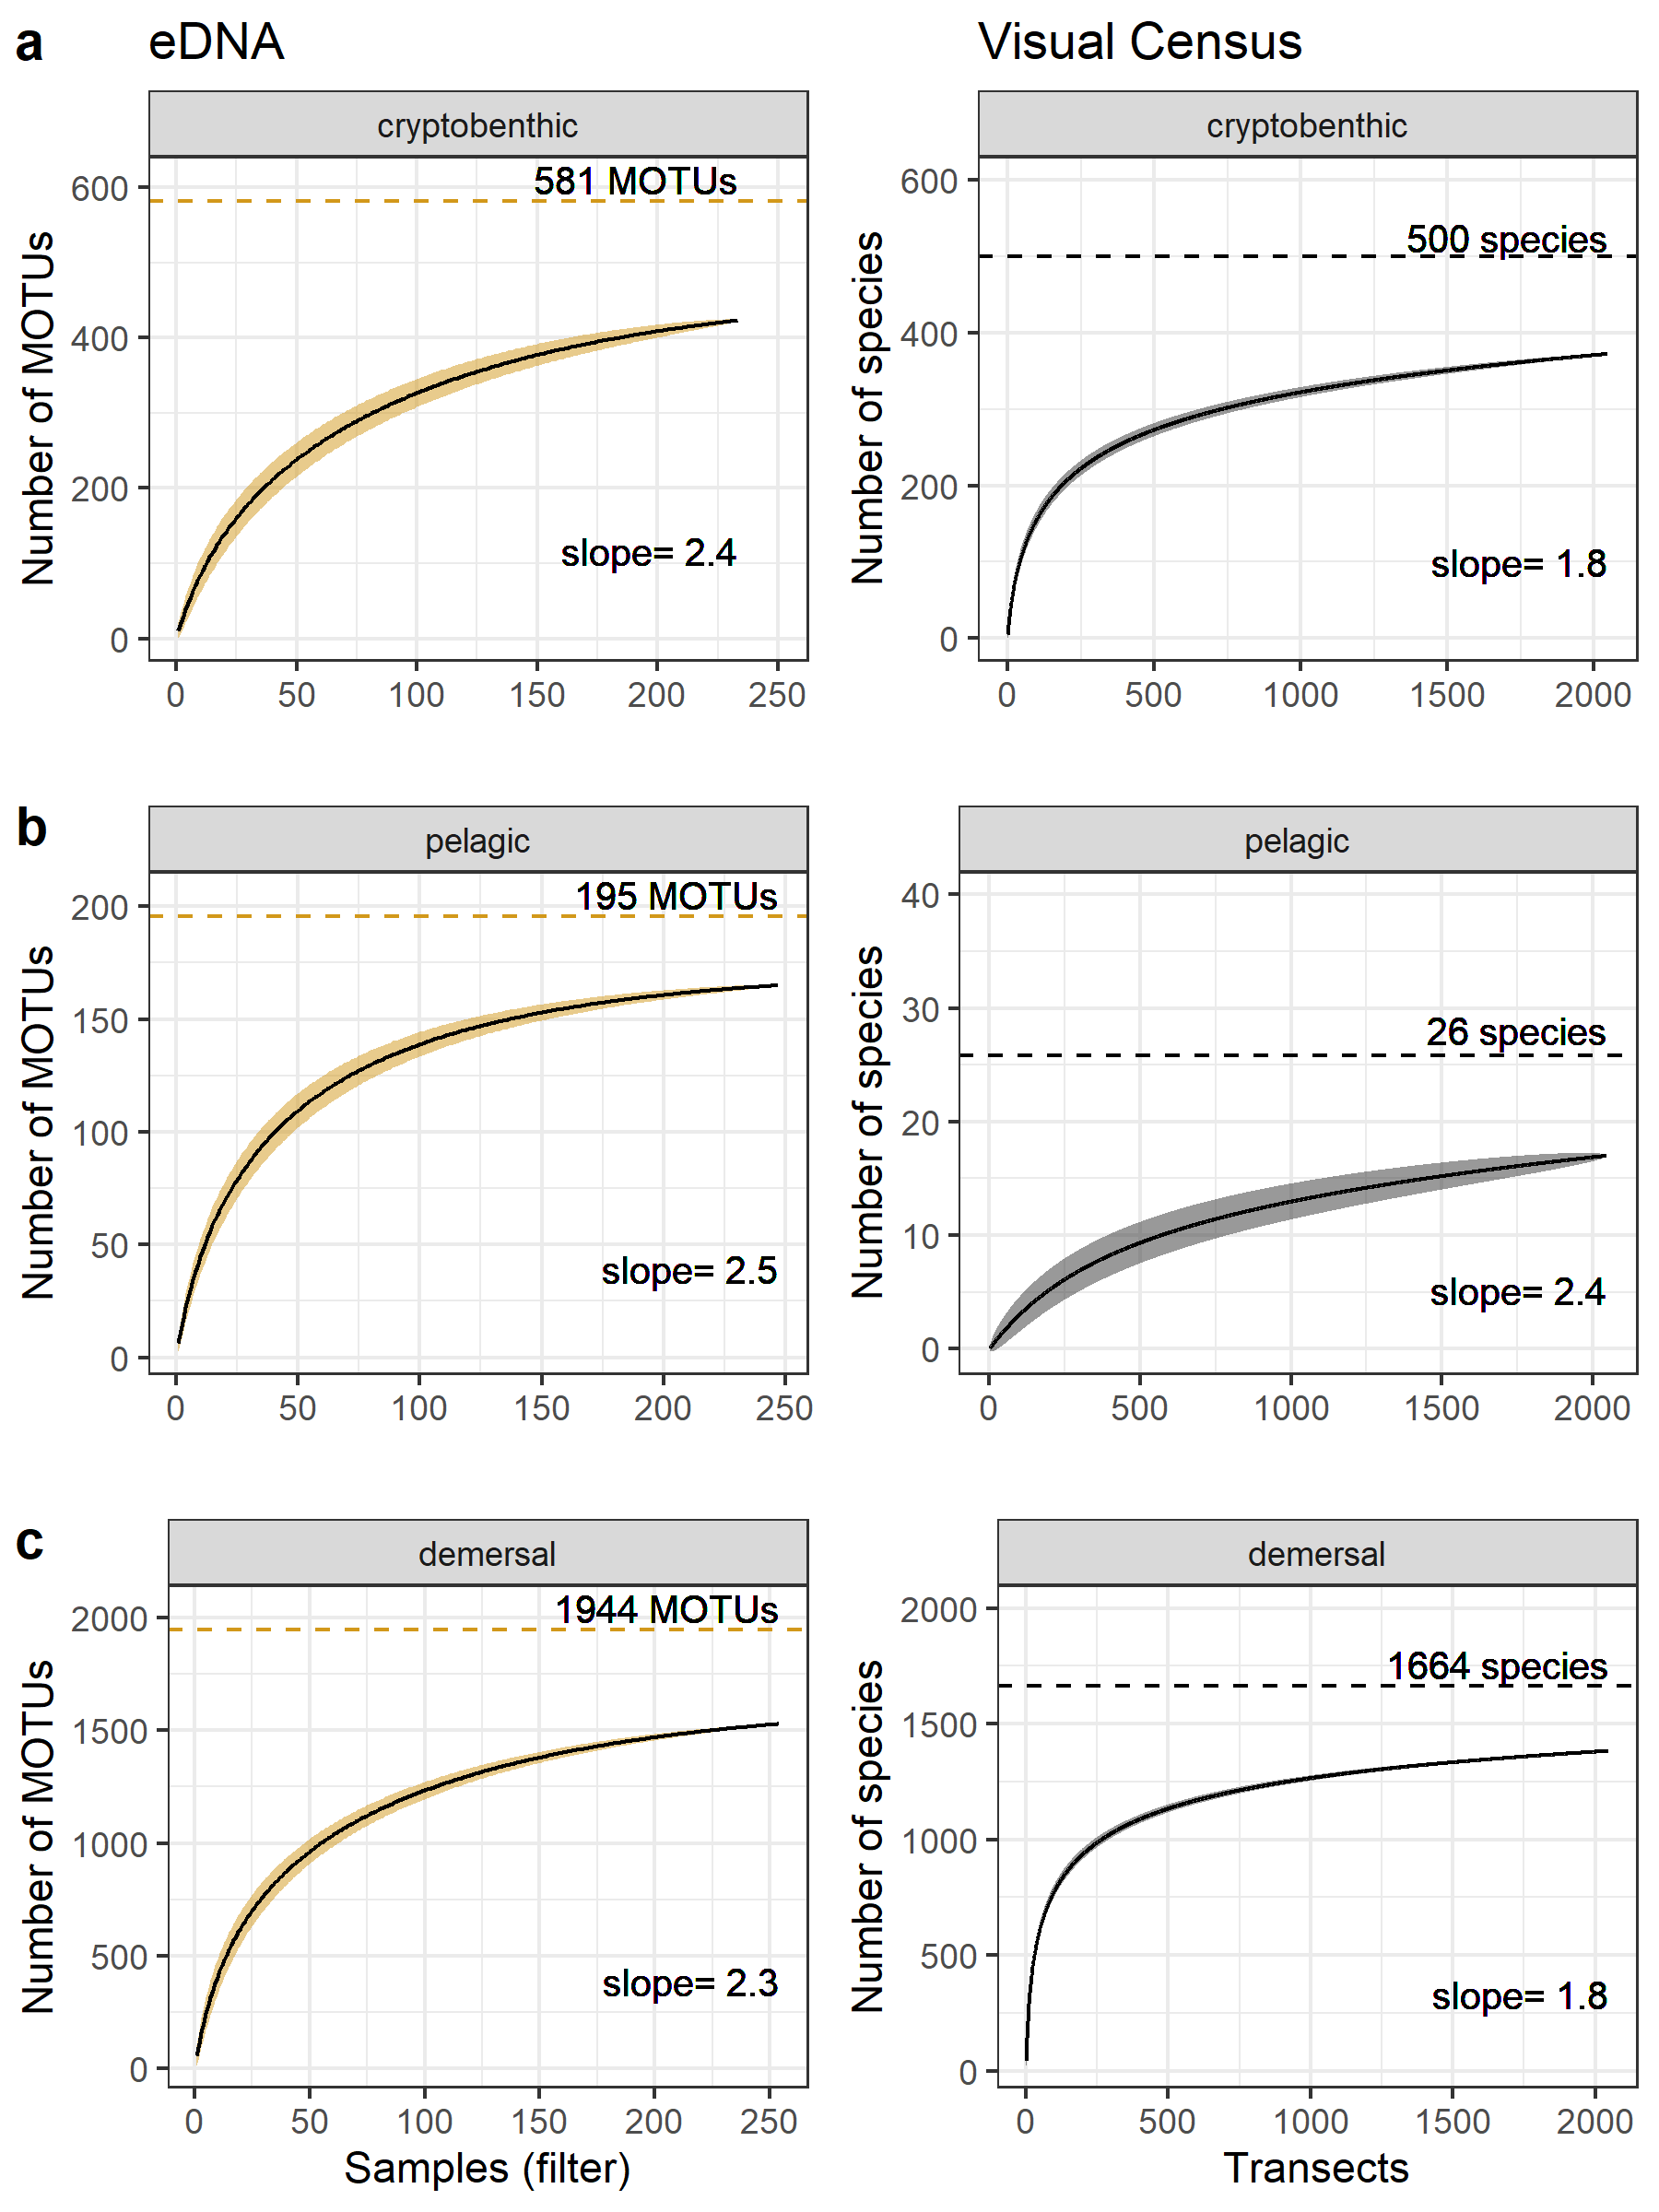 a eDNA Visual Census
cryptobenthic cryptobenthic
581 MOTUs
500 species
Number of MOTUs
600
400
200
0
slope= 2.4
0 50 100 150 200 250
Number of species
600
400
200
0
slope= 1.8
0 500 1000 1500 2000
b
pelagic pelagic
195 MOTUs
26 species
Number of MOTUs
200
150
100
50
0
slope= 2.5
0 50 100 150 200 250
Number of species
40
30
20
10
0
slope= 2.4
0 500 1000 1500 2000
c
demersal demersal
1944 MOTUs
1664 species
Number of MOTUs
2000
1500
1000
500
0
slope= 2.3
0 50 100 150 200 250
Samples (filter)
Number of species
2000
1500
1000
500
0
slope= 1.8
0 500 1000 1500 2000
Transects